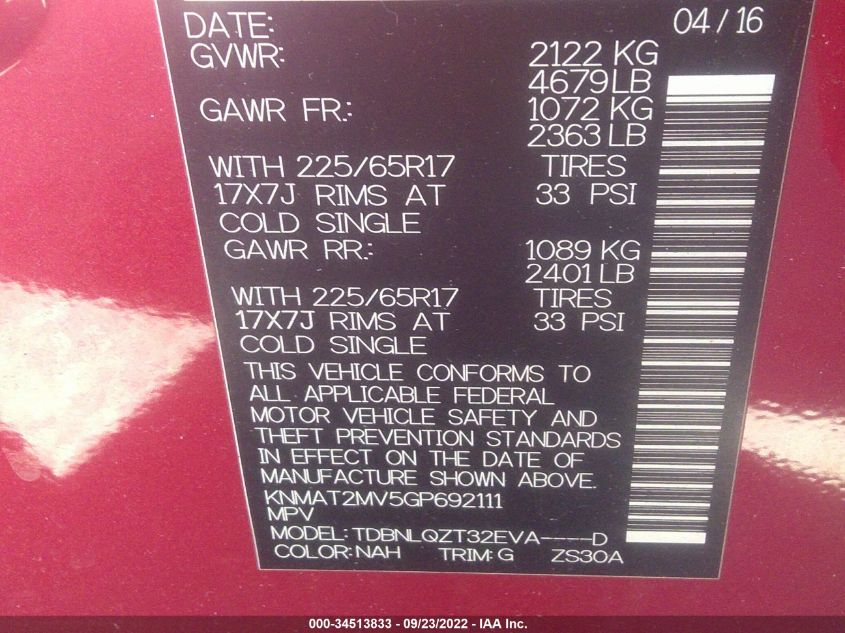 DATE: 04/16
GVWR: 2122 KG
4679LB
GAWR FR.: 1072 KG
2363 LB
WITH 225/65R17 TIRES
17X7J RIMS AT 33 PSI
COLD SINGLE
GAWR RR.: 1089 KG
2401LB
WITH 225/65R17 TIRES
17X7J RIMS AT 33 PSI
COLD SINGLE
THIS VEHICLE CONFORMS TO
ALL APPLICABLE FEDERAL
MOTOR VEHICLE SAFETY AND
THEFT PREVENTION STANDARDS
IN EFFECT ON THE DATE OF
MANUFACTURE SHOWN ABOVE.
KNMAT2MV5GP692111
MPV
MODEL:TDBNLQZT32EVA----D
COLOR:NAH TRIM:G ZS30A
000-34513833 - 09/23/2022 - IAA Inc.